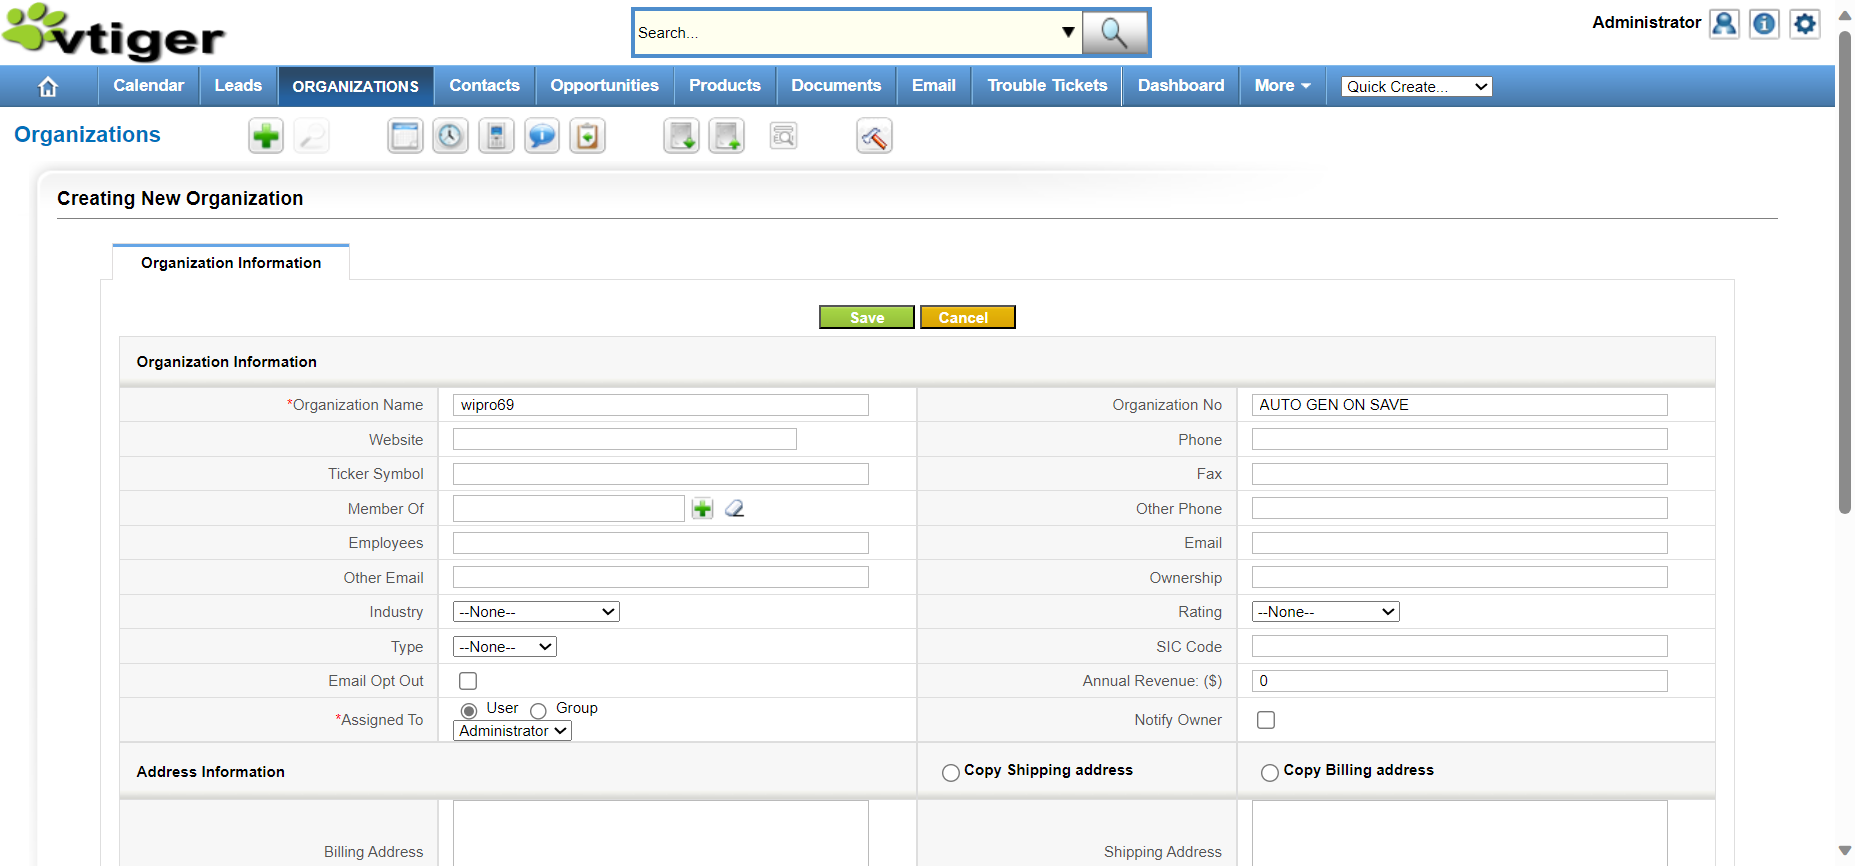 vtiger
Search...
Administrator
Calendar Leads ORGANIZATIONS Contacts Opportunities Products Documents Email Trouble Tickets Dashboard More Quick Create...
Organizations
Creating New Organization
Organization Information
Save Cancel
Organization Information
*Organization Name wipro69 Organization No AUTO GEN ON SAVE
Website Phone
Ticker Symbol Fax
Member Of Other Phone
Employees Email
Other Email Ownership
Industry --None-- Rating --None--
Type --None-- SIC Code
Email Opt Out Annual Revenue: ($) 0
*Assigned To User Group Notify Owner
Administrator
Address Information Copy Shipping address Copy Billing address
Billing Address Shipping Address